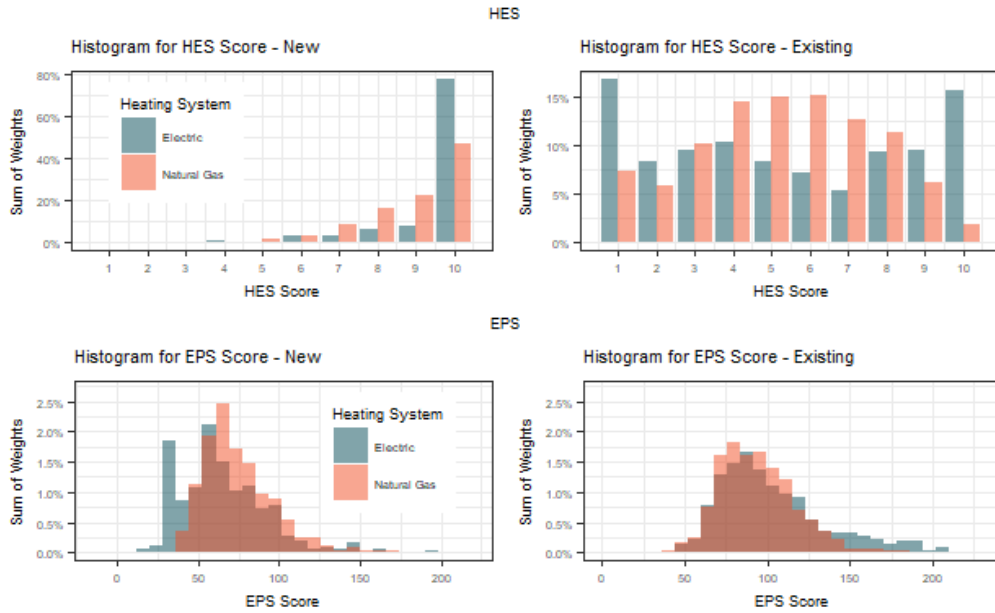 HES
Histogram for HES Score - New
80%
60%
40%
20%
0%
Sum of Weights
Heating System
Electric
Natural Gas
1 2 3 4 5 6 7 8 9 10
HES Score
Histogram for HES Score - Existing
15%
10%
5%
0%
Sum of Weights
1 2 3 4 5 6 7 8 9 10
HES Score
EPS
Histogram for EPS Score - New
2.5%
2.0%
1.5%
1.0%
0.5%
0.0%
Sum of Weights
Heating System
Electric
Natural Gas
0 50 100 150 200
EPS Score
Histogram for EPS Score - Existing
2.5%
2.0%
1.5%
1.0%
0.5%
0.0%
Sum of Weights
0 50 100 150 200
EPS Score